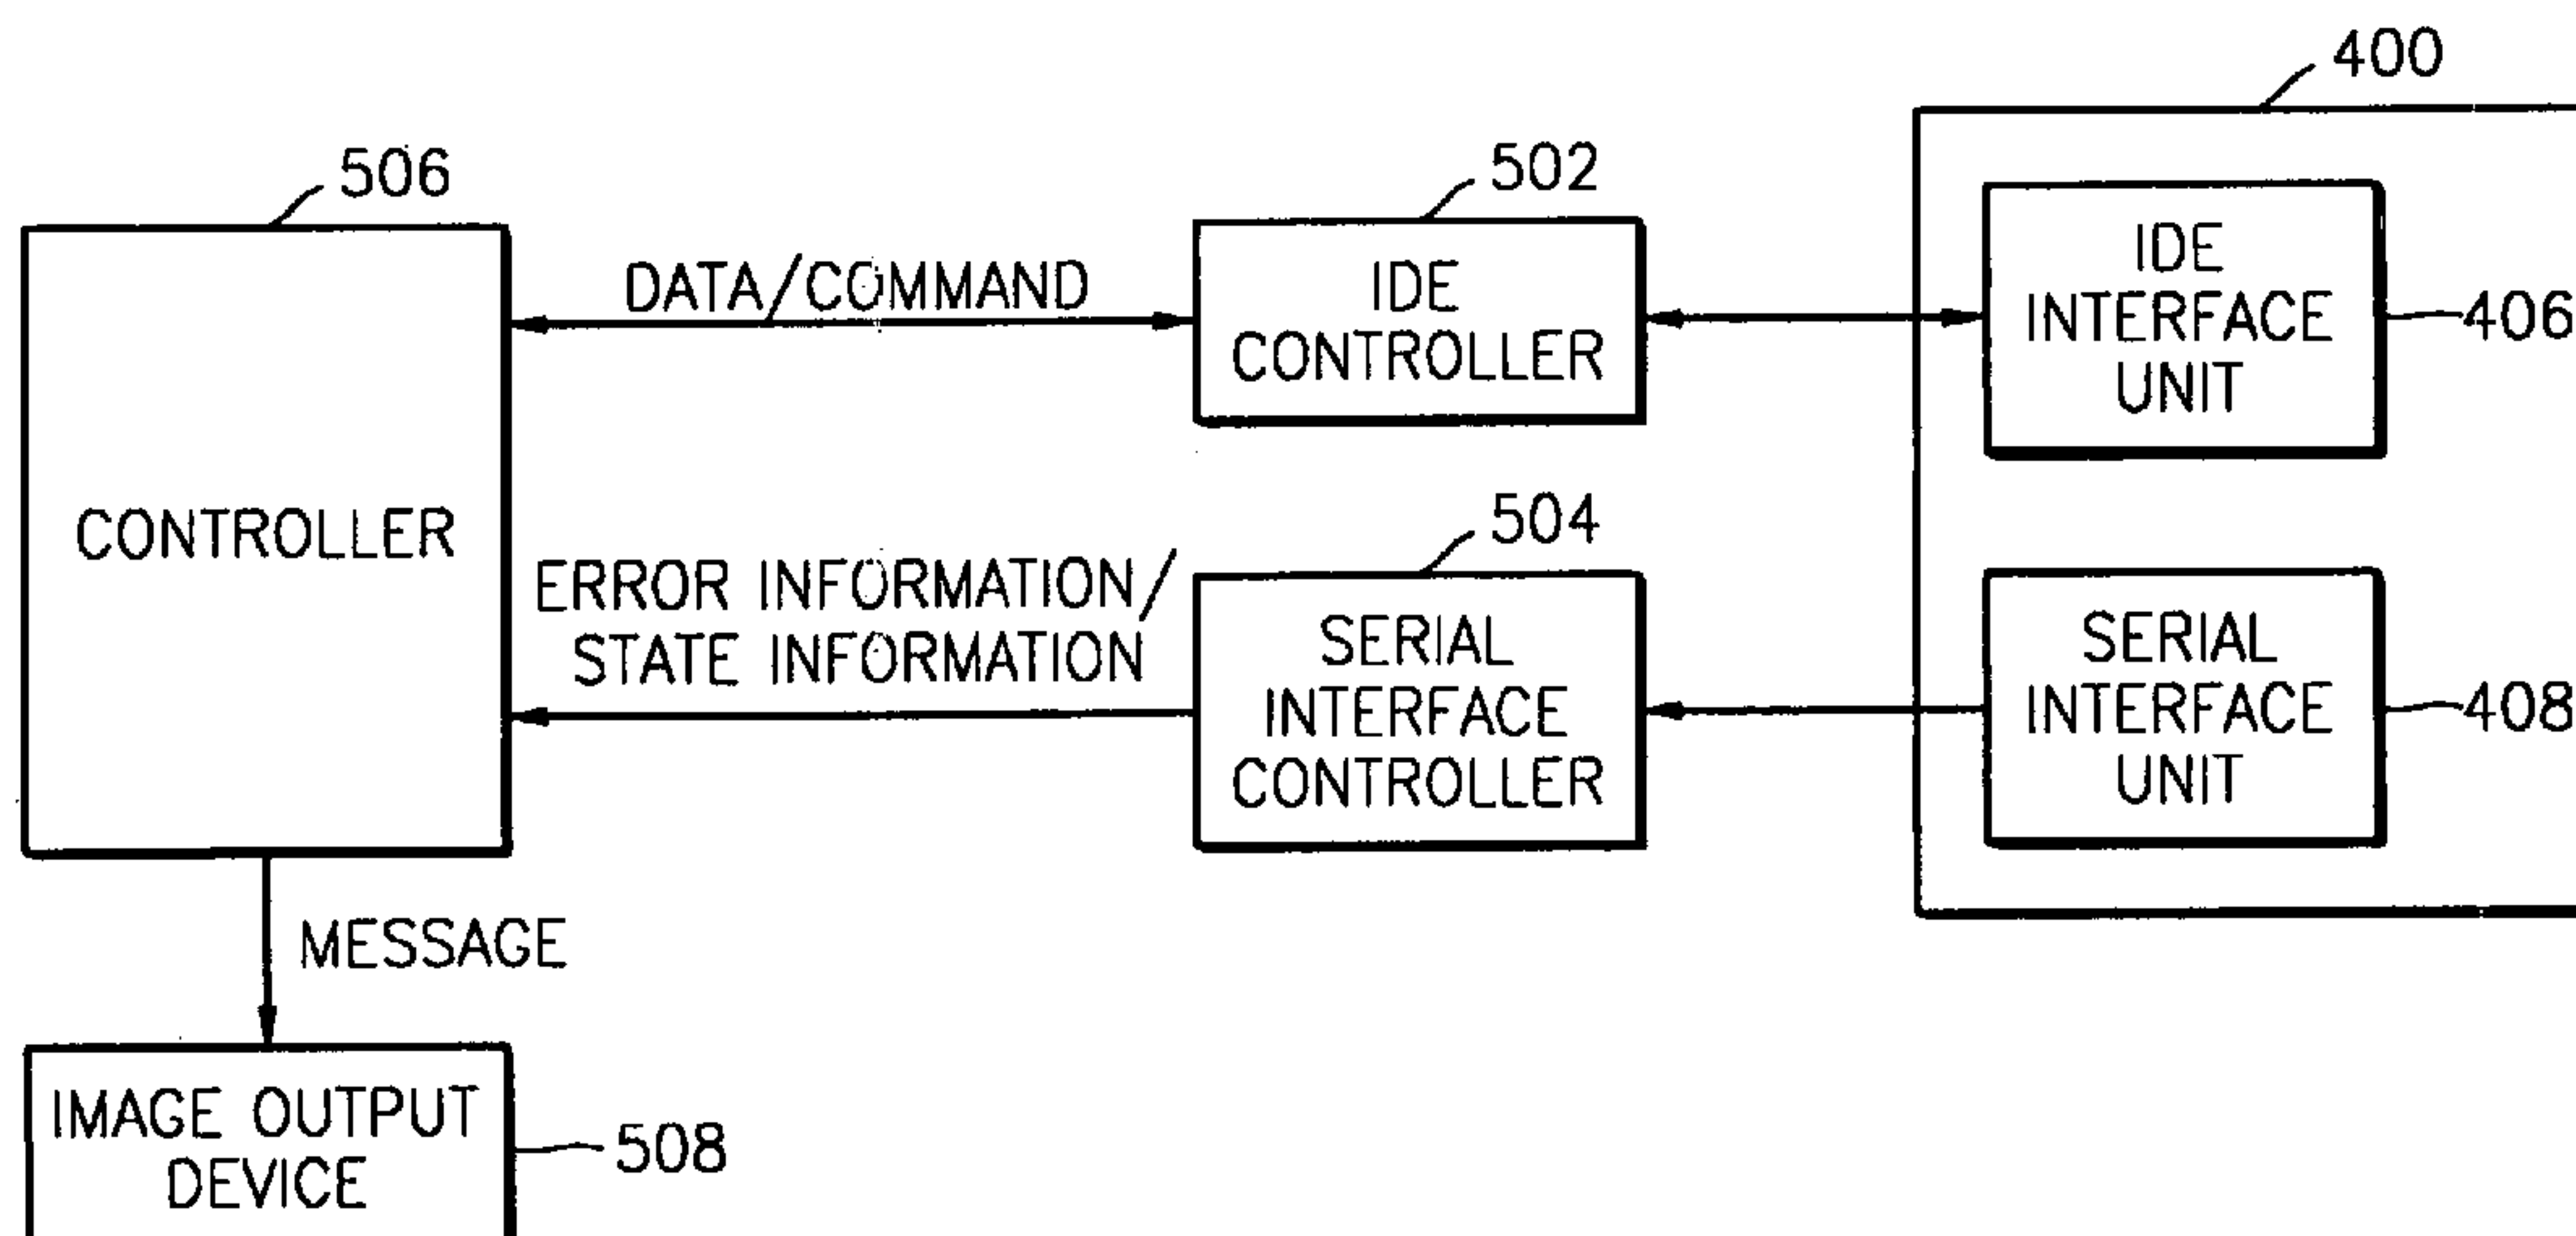 400
506
502
DATA/COMMAND
IDE
CONTROLLER
IDE
INTERFACE
UNIT
406
CONTROLLER
504
ERROR INFORMATION/
STATE INFORMATION
SERIAL
INTERFACE
CONTROLLER
SERIAL
INTERFACE
UNIT
408
MESSAGE
IMAGE OUTPUT
DEVICE
508